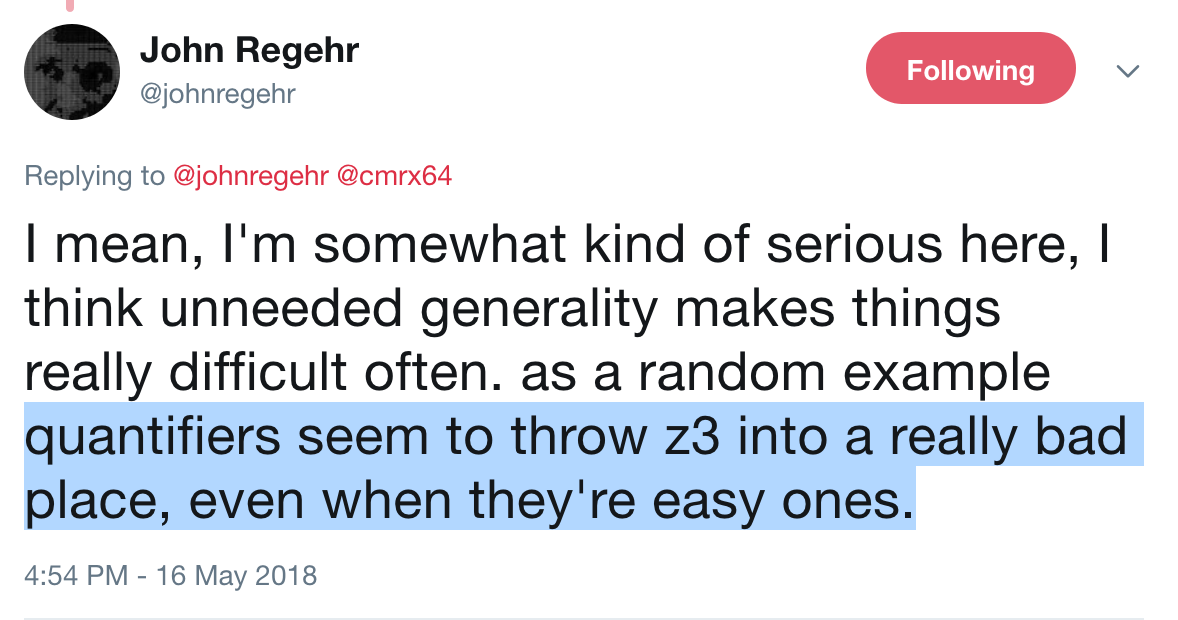 John Regehr
@johnregehr
Following
Replying to @johnregehr @cmrx64
I mean, I'm somewhat kind of serious here, I
think unneeded generality makes things
really difficult often. as a random example
quantifiers seem to throw z3 into a really bad
place, even when they're easy ones.
4:54 PM - 16 May 2018